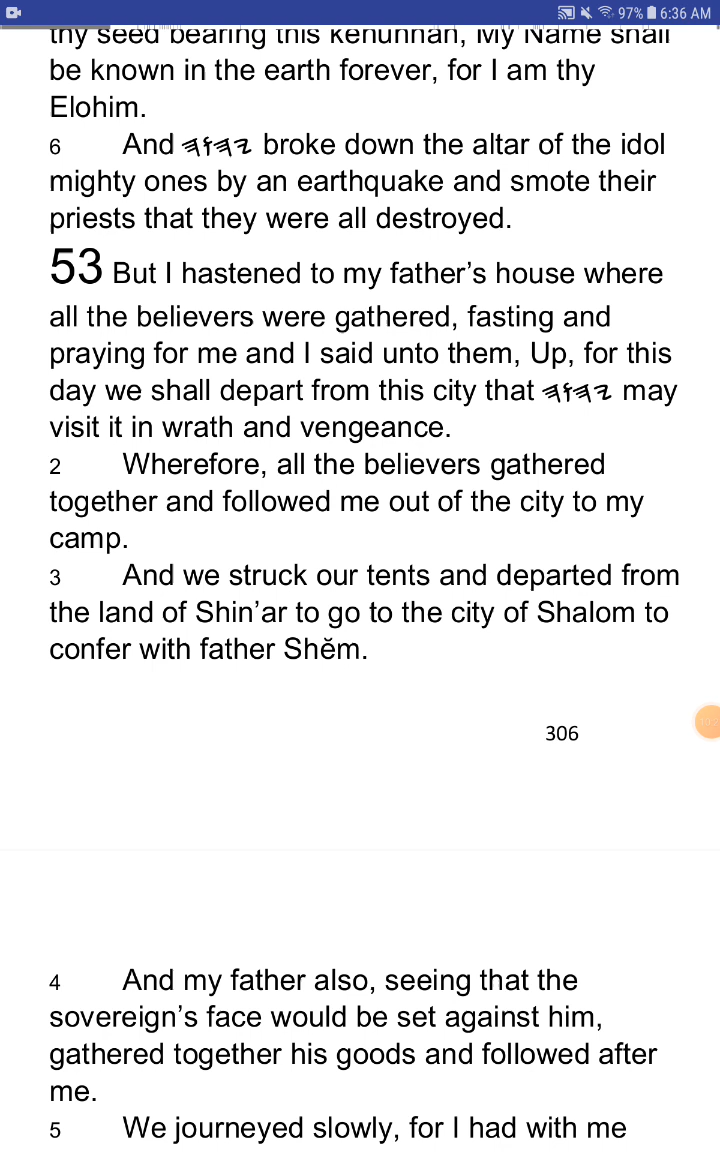 97% 6:36 AM
thy seed bearing this kehunnah, My Name shall
be known in the earth forever, for I am thy
Elohim.
6 And 𐤉𐤄𐤅𐤄 broke down the altar of the idol
mighty ones by an earthquake and smote their
priests that they were all destroyed.
53 But I hastened to my father’s house where
all the believers were gathered, fasting and
praying for me and I said unto them, Up, for this
day we shall depart from this city that 𐤉𐤄𐤅𐤄 may
visit it in wrath and vengeance.
2 Wherefore, all the believers gathered
together and followed me out of the city to my
camp.
3 And we struck our tents and departed from
the land of Shin’ar to go to the city of Shalom to
confer with father Shĕm.
306
4 And my father also, seeing that the
sovereign’s face would be set against him,
gathered together his goods and followed after
me.
5 We journeyed slowly, for I had with me